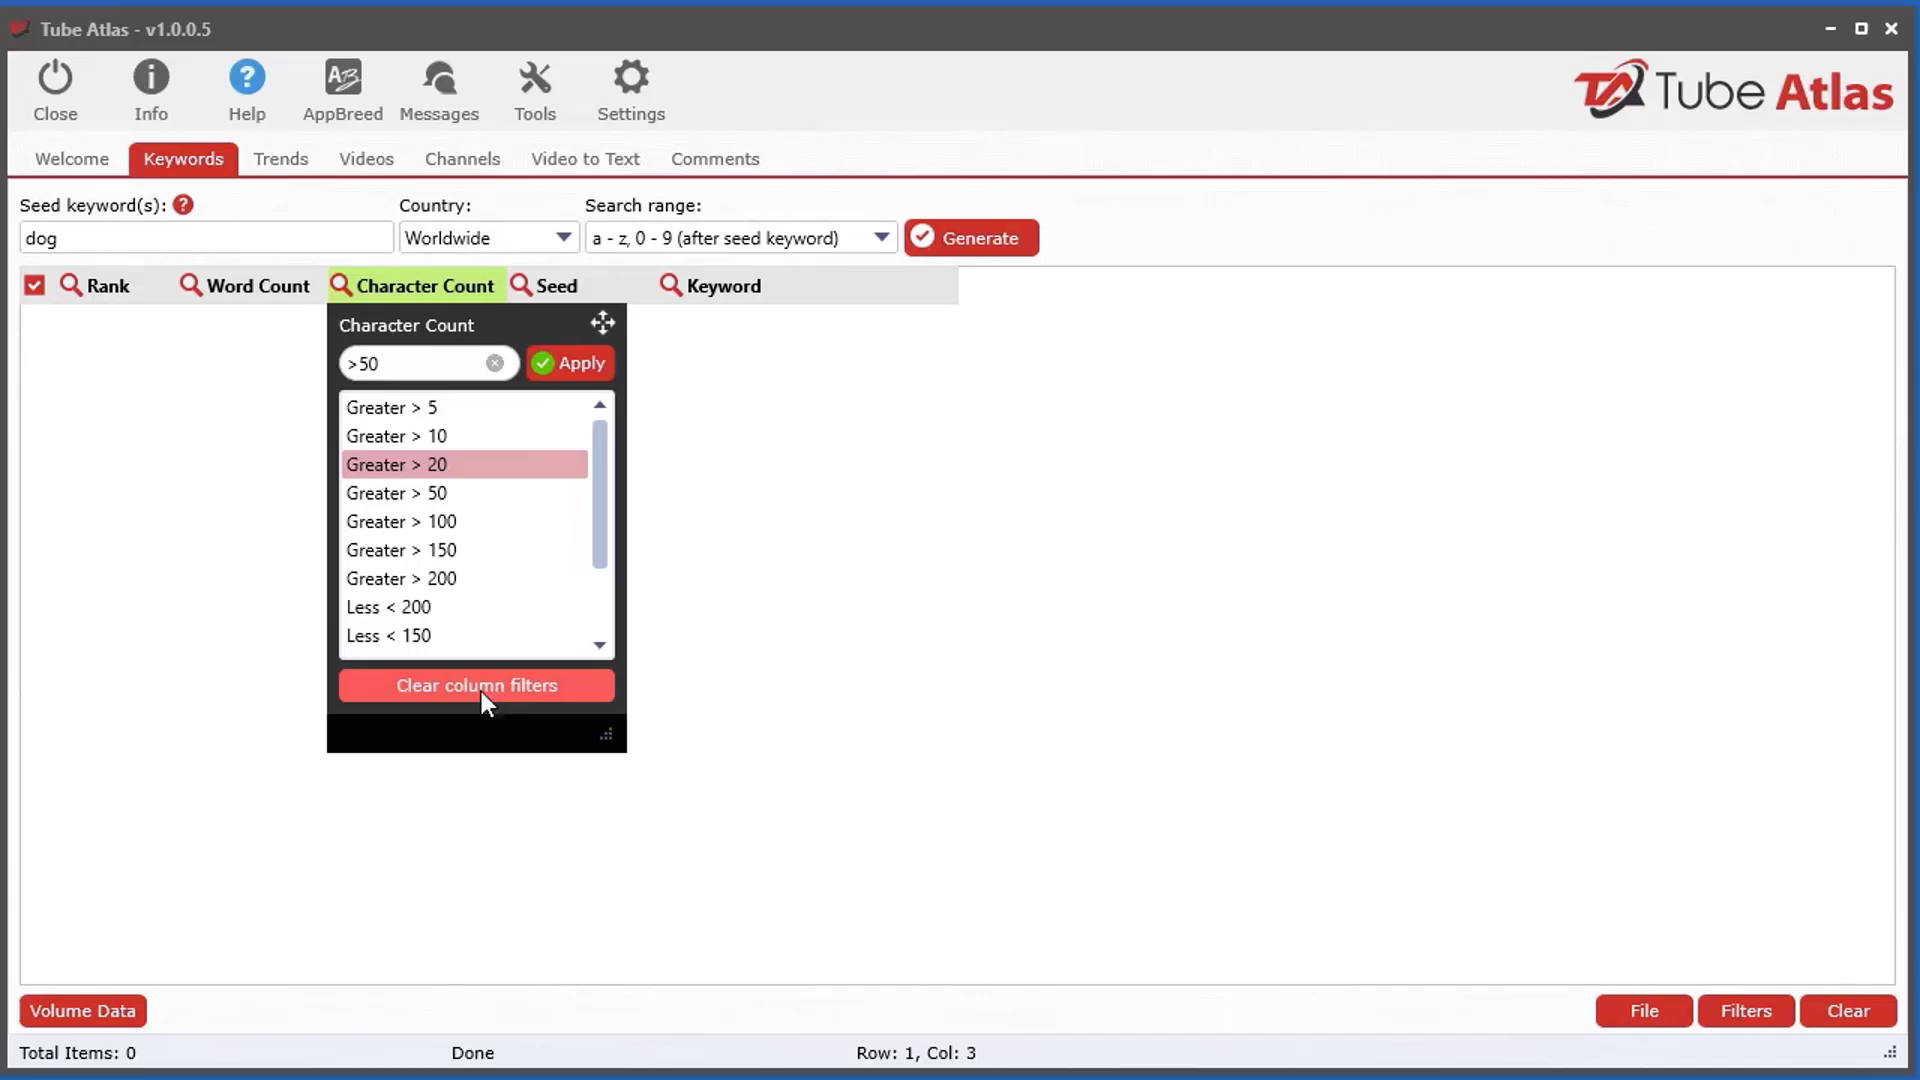 Tube Atlas - v1.0.0.5
Close
Info
Help
AppBreed
Messages
Tools
Settings
Tube Atlas
Welcome
Keywords
Trends
Videos
Channels
Video to Text
Comments
Seed keyword(s):
Country:
Search range:
dog
Worldwide
a - z, 0 - 9 (after seed keyword)
Generate
Rank
Word Count
Character Count
Seed
Keyword
Character Count
>50
Apply
Greater > 5
Greater > 10
Greater > 20
Greater > 50
Greater > 100
Greater > 150
Greater > 200
Less < 200
Less < 150
Clear column filters
Volume Data
File
Filters
Clear
Total Items: 0
Done
Row: 1, Col: 3